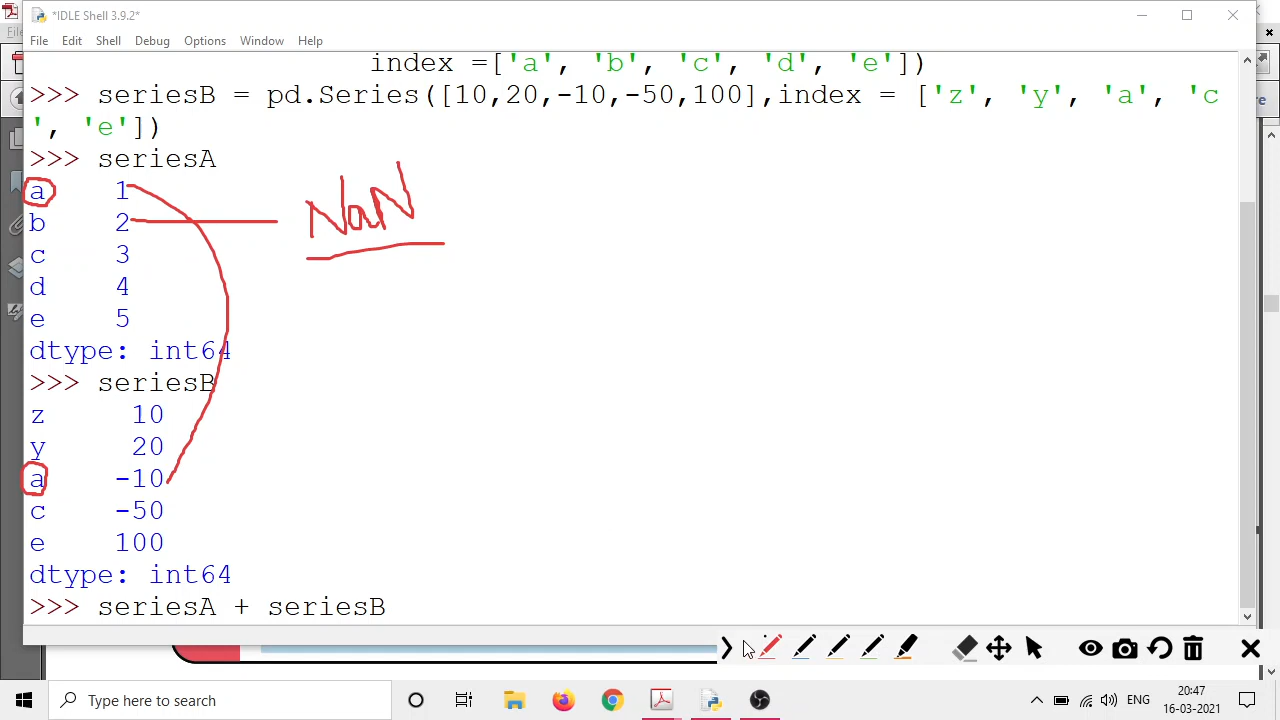 *IDLE Shell 3.9.2*
File Edit Shell Debug Options Window Help
index =['a', 'b', 'c', 'd', 'e'])
>>> seriesB = pd.Series([10,20,-10,-50,100],index = ['z', 'y', 'a', 'c
', 'e'])
>>> seriesA
a 1
b 2
NaN
c 3
d 4
e 5
dtype: int64
>>> seriesB
z 10
y 20
a -10
c -50
e 100
dtype: int64
>>> seriesA + seriesB
Type here to search
ENG
20:47
16-03-2021